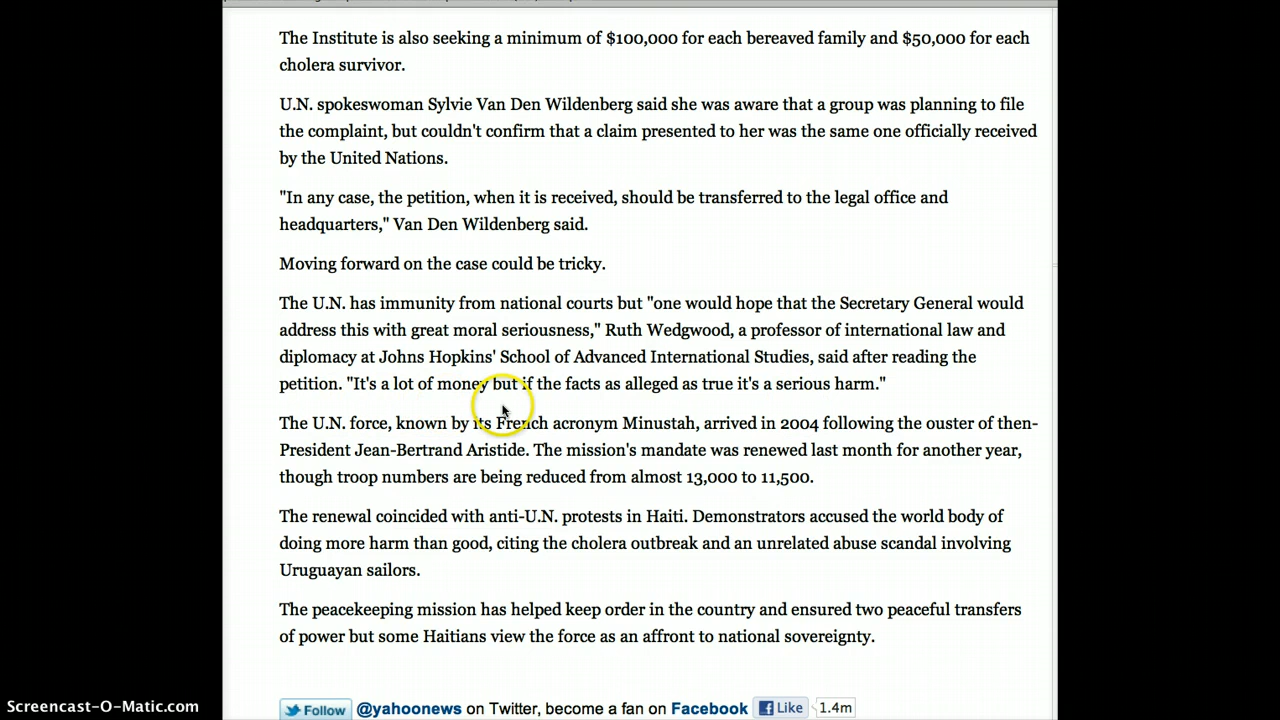 The Institute is also seeking a minimum of $100,000 for each bereaved family and $50,000 for each
cholera survivor.
U.N. spokeswoman Sylvie Van Den Wildenberg said she was aware that a group was planning to file
the complaint, but couldn't confirm that a claim presented to her was the same one officially received
by the United Nations.
"In any case, the petition, when it is received, should be transferred to the legal office and
headquarters," Van Den Wildenberg said.
Moving forward on the case could be tricky.
The U.N. has immunity from national courts but "one would hope that the Secretary General would
address this with great moral seriousness," Ruth Wedgwood, a professor of international law and
diplomacy at Johns Hopkins' School of Advanced International Studies, said after reading the
petition. "It's a lot of money but if the facts as alleged as true it's a serious harm."
The U.N. force, known by its French acronym Minustah, arrived in 2004 following the ouster of then-
President Jean-Bertrand Aristide. The mission's mandate was renewed last month for another year,
though troop numbers are being reduced from almost 13,000 to 11,500.
The renewal coincided with anti-U.N. protests in Haiti. Demonstrators accused the world body of
doing more harm than good, citing the cholera outbreak and an unrelated abuse scandal involving
Uruguayan sailors.
The peacekeeping mission has helped keep order in the country and ensured two peaceful transfers
of power but some Haitians view the force as an affront to national sovereignty.
Follow @yahoonews on Twitter, become a fan on Facebook Like 1.4m
Screencast-O-Matic.com